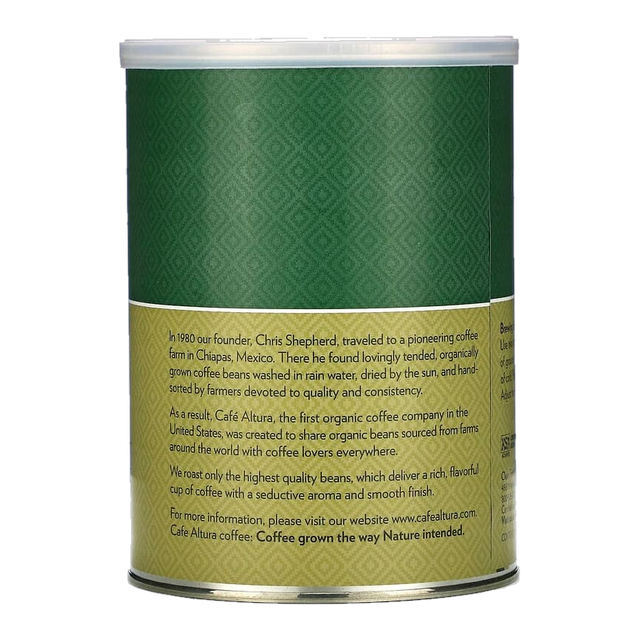 In 1980 our founder, Chris Shepherd, traveled to a pioneering coffee
farm in Chiapas, Mexico. There he found lovingly tended, organically
grown coffee beans washed in rain water, dried by the sun, and hand-
sorted by farmers devoted to quality and consistency.
As a result, Café Altura, the first organic coffee company in the
United States, was created to share organic beans sourced from farms
around the world with coffee lovers everywhere.
We roast only the highest quality beans, which deliver a rich, flavorful
cup of coffee with a seductive aroma and smooth finish.
For more information, please visit our website www.cafealtura.com.
Cafe Altura coffee: Coffee grown the way Nature intended.